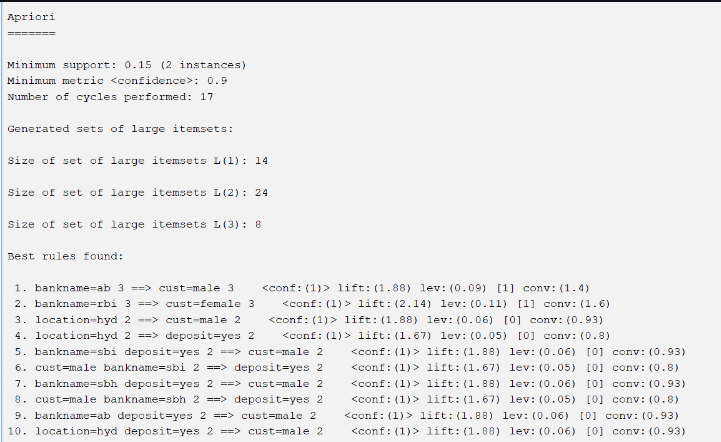 Apriori
=======
Minimum support: 0.15 (2 instances)
Minimum metric <confidence>: 0.9
Number of cycles performed: 17
Generated sets of large itemsets:
Size of set of large itemsets L(1): 14
Size of set of large itemsets L(2): 24
Size of set of large itemsets L(3): 8
Best rules found:
1. bankname=ab 3 ==> cust=male 3    <conf:(1)> lift:(1.88) lev:(0.09) [1] conv:(1.4)
2. bankname=rbi 3 ==> cust=female 3    <conf:(1)> lift:(2.14) lev:(0.11) [1] conv:(1.6)
3. location=hyd 2 ==> cust=male 2    <conf:(1)> lift:(1.88) lev:(0.06) [0] conv:(0.93)
4. location=hyd 2 ==> deposit=yes 2    <conf:(1)> lift:(1.67) lev:(0.05) [0] conv:(0.8)
5. bankname=sbi deposit=yes 2 ==> cust=male 2    <conf:(1)> lift:(1.88) lev:(0.06) [0] conv:(0.93)
6. cust=male bankname=sbi 2 ==> deposit=yes 2    <conf:(1)> lift:(1.67) lev:(0.05) [0] conv:(0.8)
7. bankname=sbh deposit=yes 2 ==> cust=male 2    <conf:(1)> lift:(1.88) lev:(0.06) [0] conv:(0.93)
8. cust=male bankname=sbh 2 ==> deposit=yes 2    <conf:(1)> lift:(1.67) lev:(0.05) [0] conv:(0.8)
9. bankname=ab deposit=yes 2 ==> cust=male 2    <conf:(1)> lift:(1.88) lev:(0.06) [0] conv:(0.93)
10. location=hyd deposit=yes 2 ==> cust=male 2    <conf:(1)> lift:(1.88) lev:(0.06) [0] conv:(0.93)